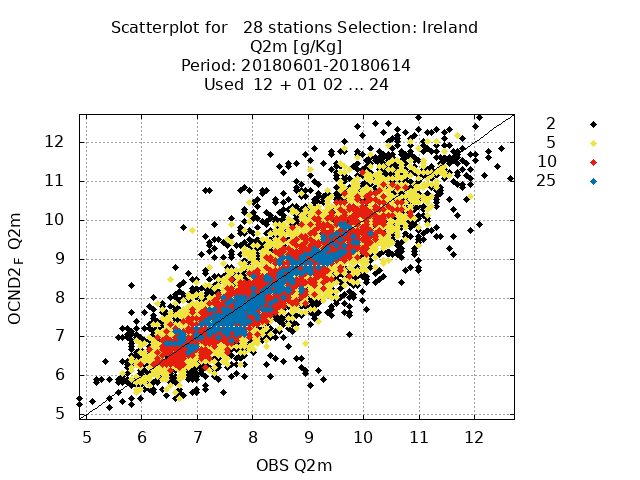 Scatterplot for   28 stations Selection: Ireland
Q2m [g/Kg]
Period: 20180601-20180614
Used  12 + 01 02 ... 24
2
5
10
25
12
11
10
9
8
7
6
5
OCND2_F Q2m
5 6 7 8 9 10 11 12
OBS Q2m